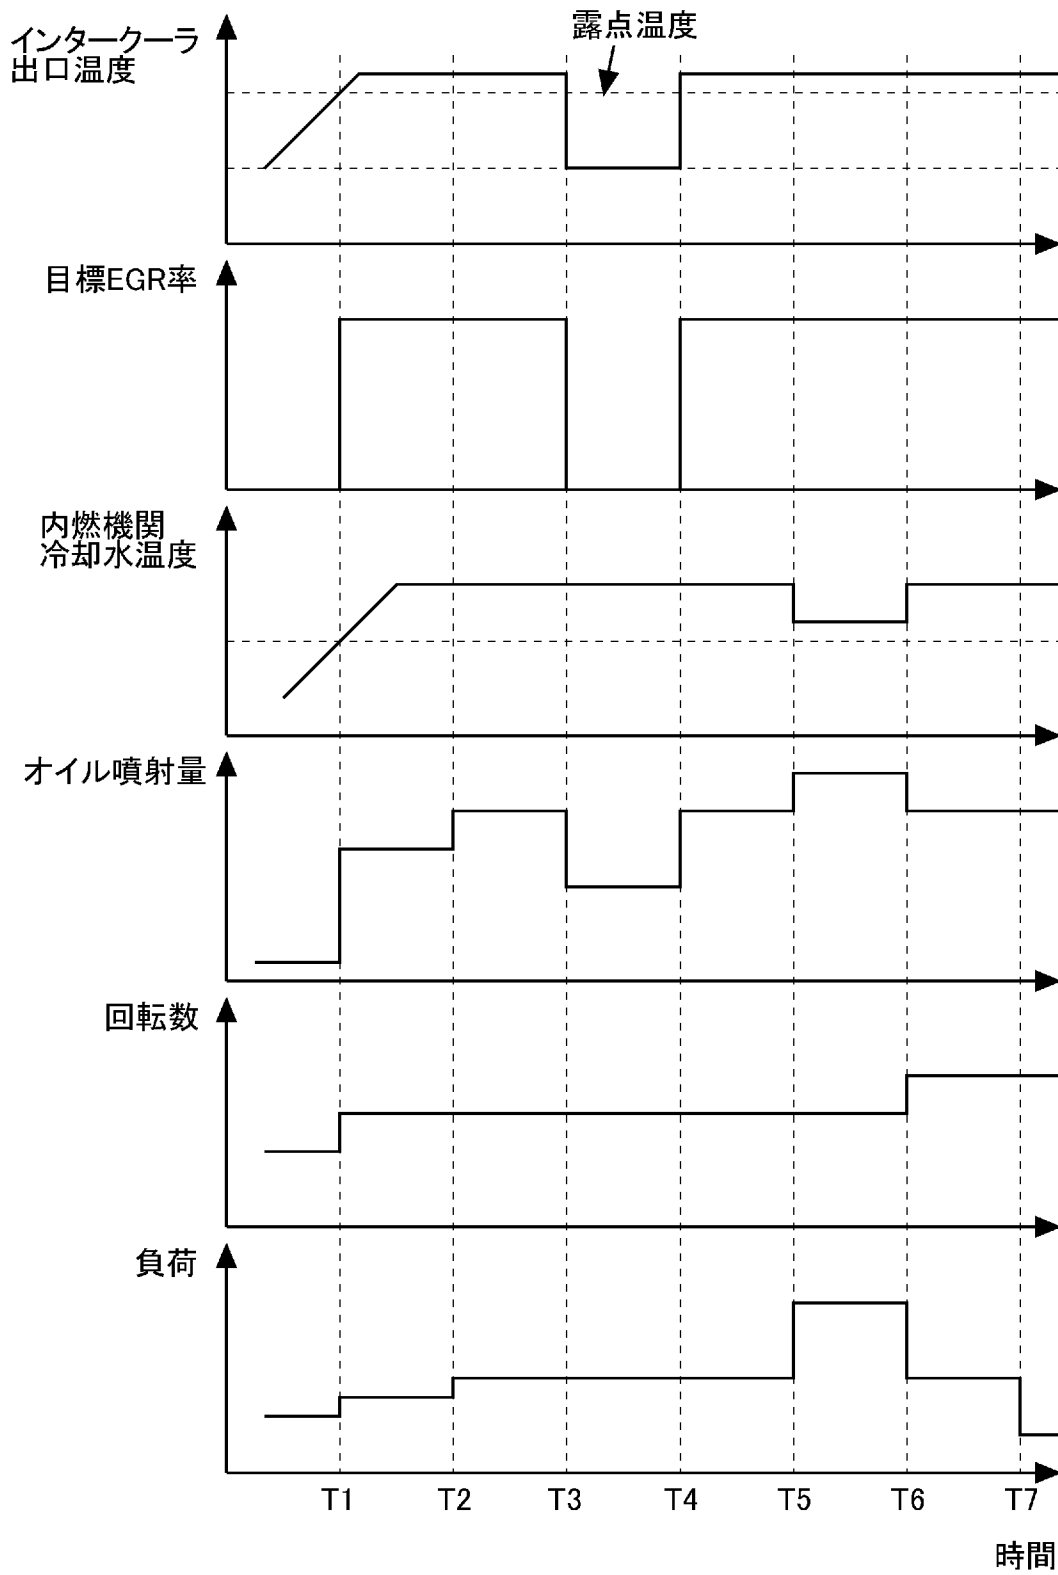 露点温度
インタークーラ
出口温度
目標EGR率
内燃機関
冷却水温度
オイル噴射量
回転数
負荷
T1 T2 T3 T4 T5 T6 T7
時間